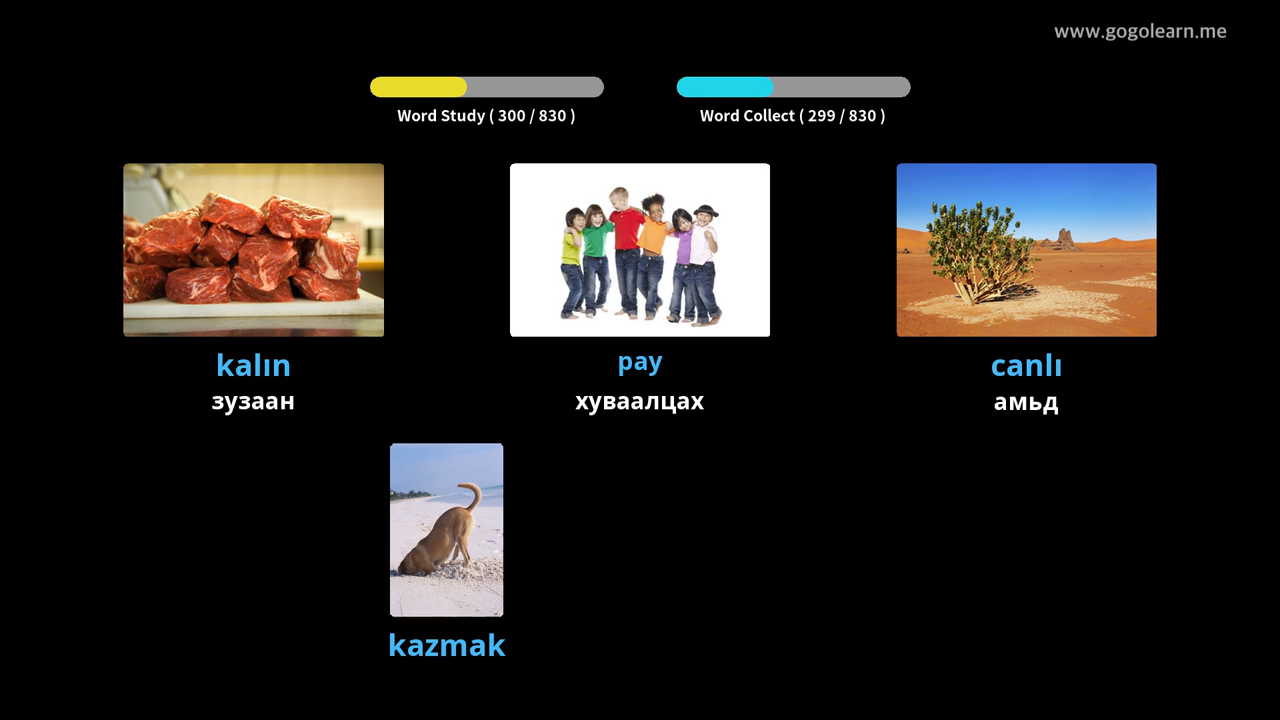 www.gogolearn.me
Word Study ( 300 / 830 )
Word Collect ( 299 / 830 )
kalın
зузаан
pay
хуваалцах
canlı
амьд
kazmak